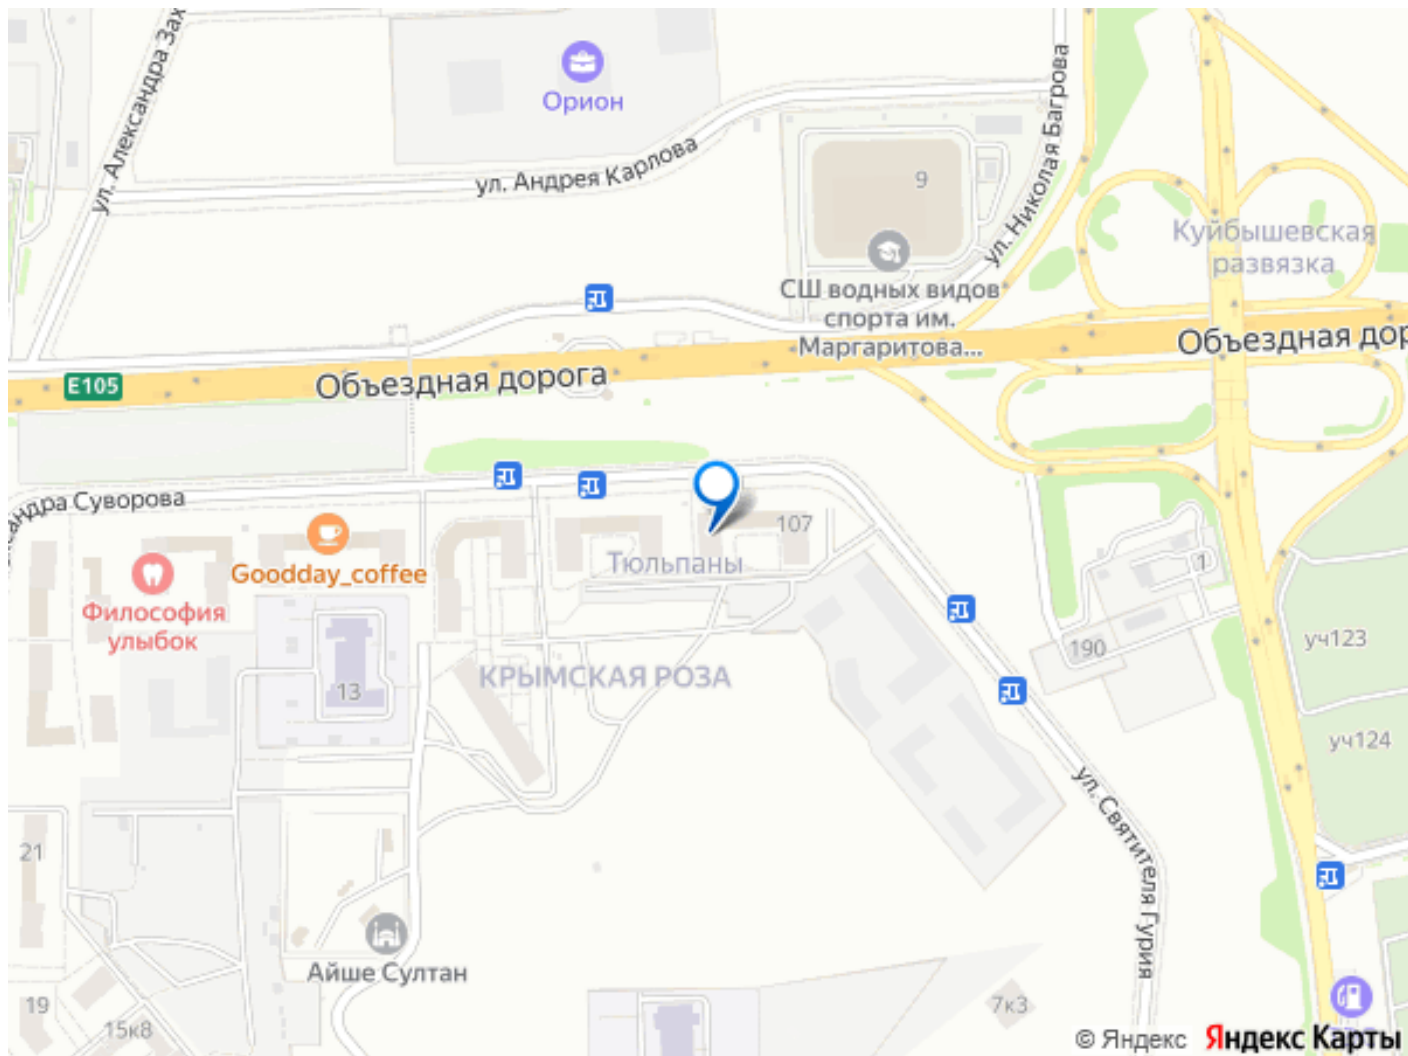 ул. Александра Зах
Орион
ул. Андрея Карлова
9
ул. Николая Багрова
СШ водных видов
спорта им.
Маргаритова...
Куйбышевская
развязка
E105
Объездная дорога
Объездная дор
ксандра Суворова
Goodday_coffee
Философия
улыбок
107
Тюльпаны
1
190
уч123
уч124
13
КРЫМСКАЯ РОЗА
ул. Святителя Гурия
21
Айше Султан
19
15к8
7к3
© Яндекс Яндекс Карты